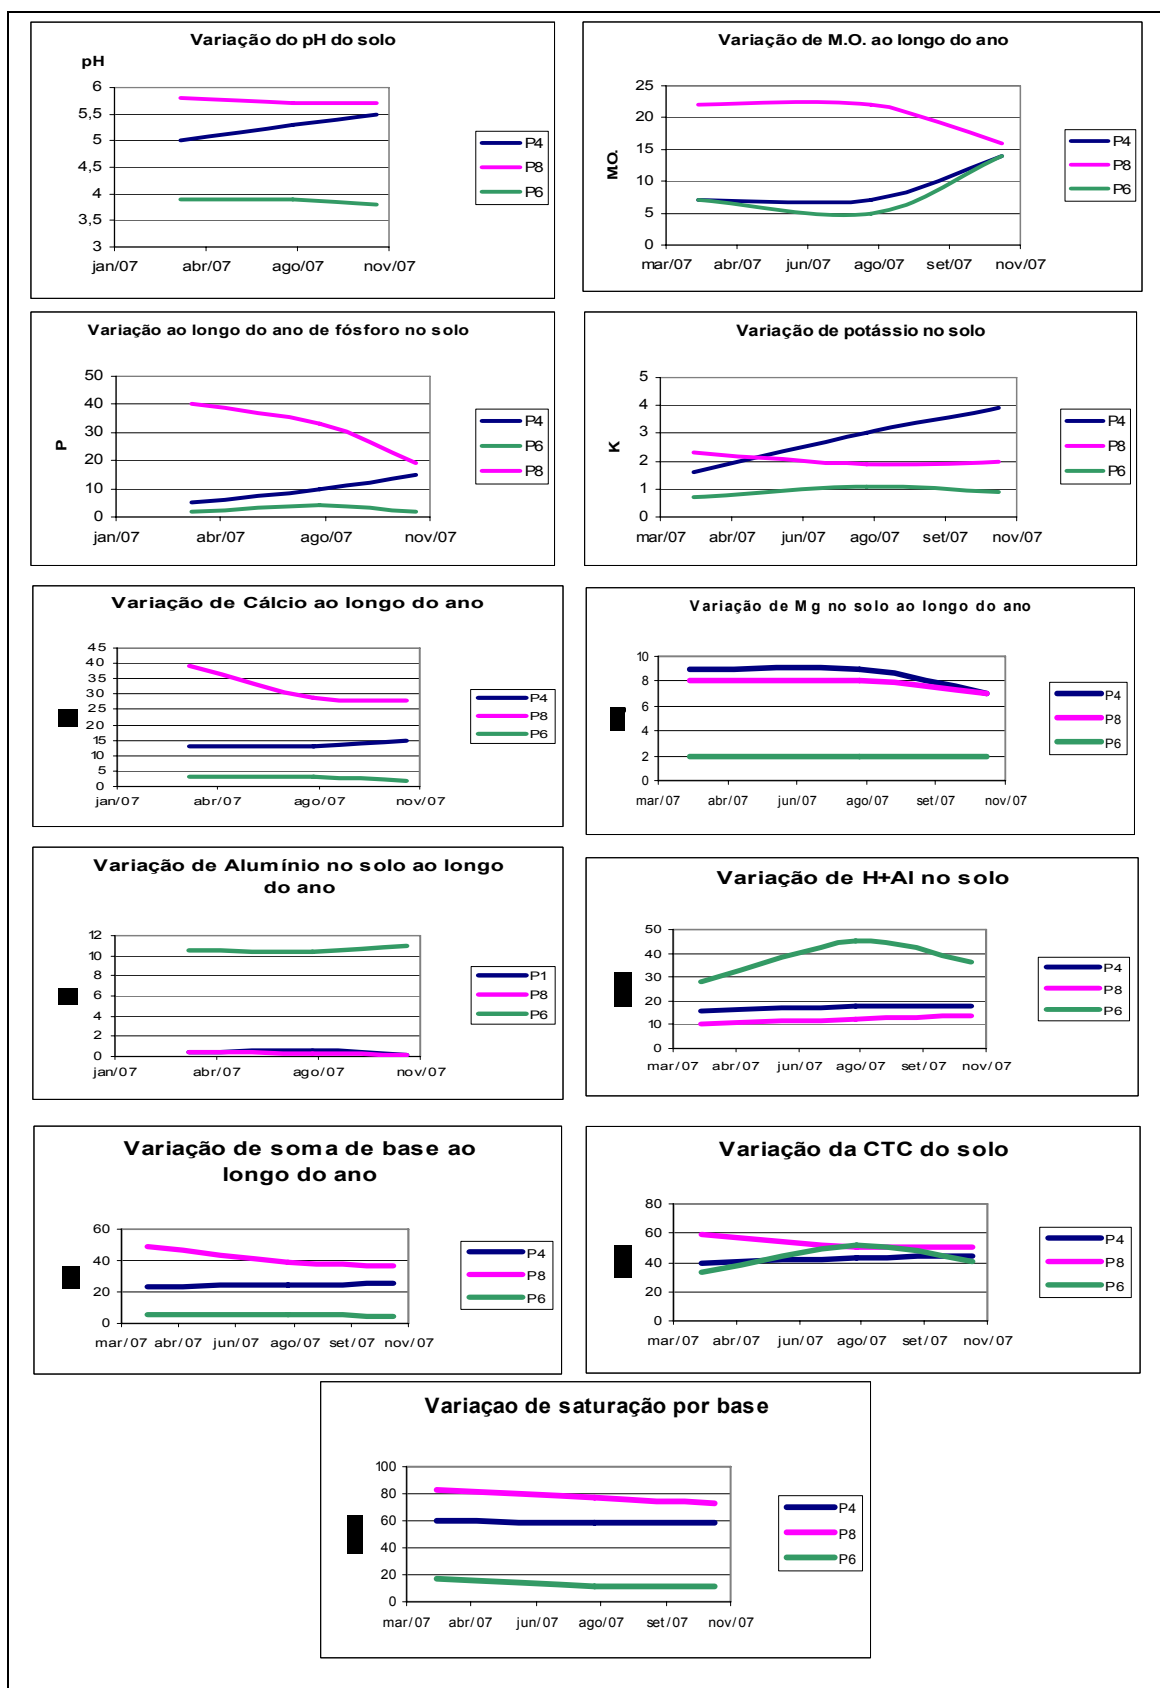 Variação do pH do solo
pH
6
5,5
5
4,5
4
3,5
3
jan/07 abr/07 ago/07 nov/07
P4
P8
P6
Variação de M.O. ao longo do ano
M.O.
25
20
15
10
5
0
mar/07 abr/07 jun/07 ago/07 set/07 nov/07
P4
P8
P6
Variação ao longo do ano de fósforo no solo
P
50
40
30
20
10
0
jan/07 abr/07 ago/07 nov/07
P4
P6
P8
Variação de potássio no solo
K
5
4
3
2
1
0
mar/07 abr/07 jun/07 ago/07 set/07 nov/07
P4
P8
P6
Variação de Cálcio ao longo do ano
45
40
35
30
25
20
15
10
5
0
jan/07 abr/07 ago/07 nov/07
P4
P8
P6
Variação de Mg no solo ao longo do ano
10
8
6
4
2
0
mar/07 abr/07 jun/07 ago/07 set/07 nov/07
P4
P8
P6
Variação de Alumínio no solo ao longo
do ano
12
10
8
6
4
2
0
jan/07 abr/07 ago/07 nov/07
P1
P8
P6
Variação de H+Al no solo
50
40
30
20
10
0
mar/07 abr/07 jun/07 ago/07 set/07 nov/07
P4
P8
P6
Variação de soma de base ao
longo do ano
60
40
20
0
mar/07 abr/07 jun/07 ago/07 set/07 nov/07
P4
P8
P6
Variação da CTC do solo
80
60
40
20
0
mar/07 abr/07 jun/07 ago/07 set/07 nov/07
P4
P8
P6
Variaçao de saturação por base
100
80
60
40
20
0
mar/07 abr/07 jun/07 ago/07 set/07 nov/07
P4
P8
P6